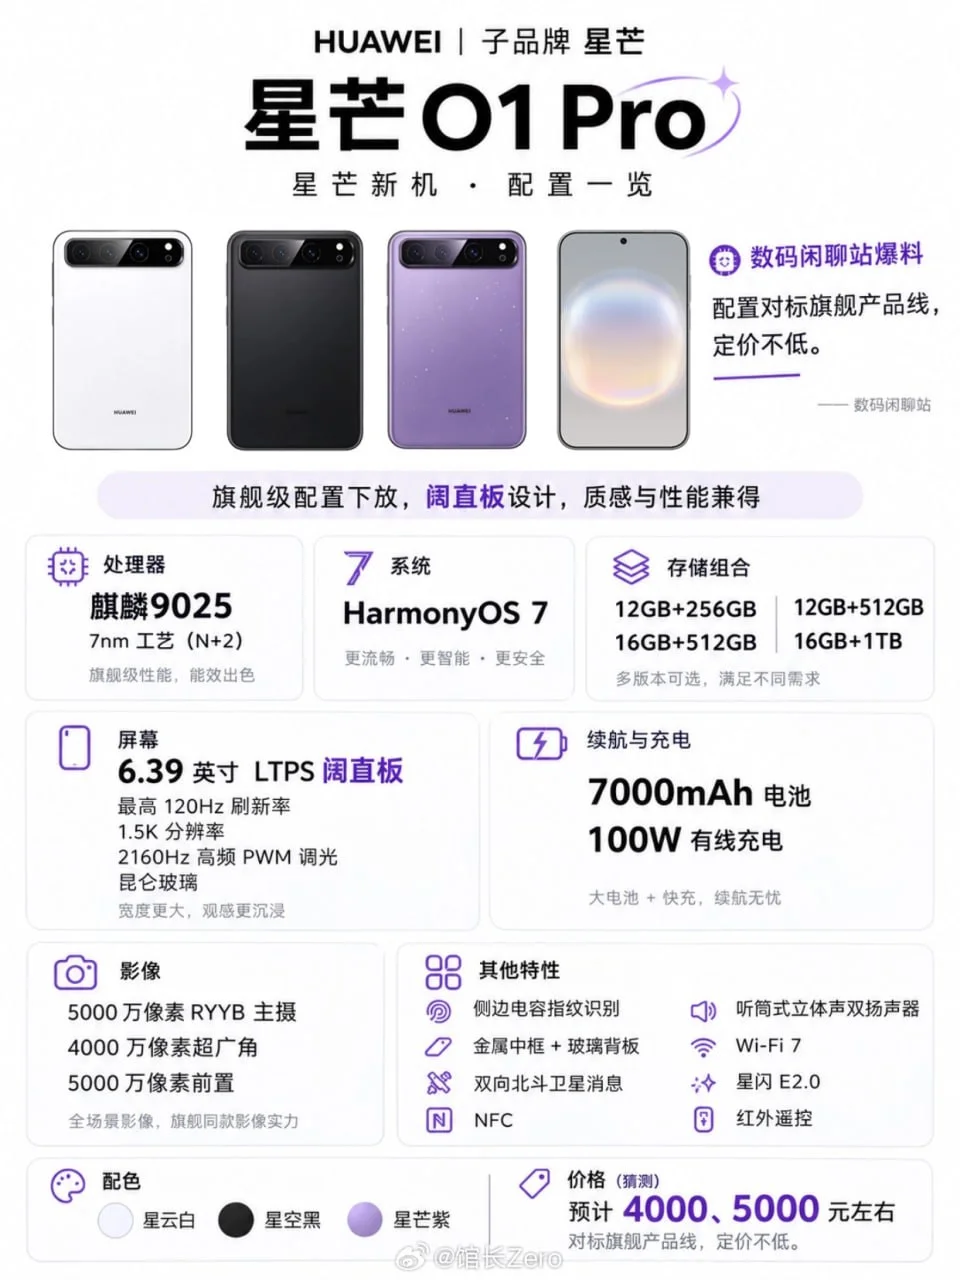 HUAWEI | 子品牌 星芒
星芒O1 Pro
星芒新机 · 配置一览
数码闲聊站爆料
配置对标旗舰产品线，
定价不低。
—— 数码闲聊站
HUAWEI
HUAWEI
旗舰级配置下放，阔直板设计，质感与性能兼得
处理器
麒麟9025
7nm 工艺（N+2）
旗舰级性能，能效出色
7 系统
HarmonyOS 7
更流畅 · 更智能 · 更安全
存储组合
12GB+256GB 12GB+512GB
16GB+512GB 16GB+1TB
多版本可选，满足不同需求
屏幕
6.39 英寸 LTPS 阔直板
最高 120Hz 刷新率
1.5K 分辨率
2160Hz 高频 PWM 调光
昆仑玻璃
宽度更大，观感更沉浸
续航与充电
7000mAh 电池
100W 有线充电
大电池 + 快充，续航无忧
影像
5000 万像素 RYYB 主摄
4000 万像素超广角
5000 万像素前置
全场景影像，旗舰同款影像实力
其他特性
侧边电容指纹识别
听筒式立体声双扬声器
金属中框 + 玻璃背板
Wi-Fi 7
双向北斗卫星消息
星闪 E2.0
N NFC
红外遥控
配色
星云白 星空黑 星芒紫
价格（猜测）
预计 4000、5000 元左右
对标旗舰产品线，定价不低。
@馆长Zero